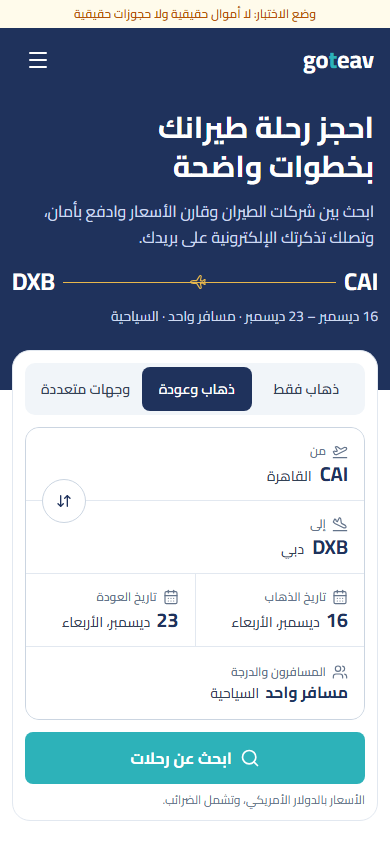 وضع الاختبار: لا أموال حقيقية ولا حجوزات حقيقية
goteav
احجز رحلة طيرانك
بخطوات واضحة
ابحث بين شركات الطيران وقارن الأسعار وادفع بأمان،
وتصلك تذكرتك الإلكترونية على بريدك.
CAI DXB
16 ديسمبر – 23 ديسمبر · مسافر واحد · السياحية
ذهاب فقط ذهاب وعودة وجهات متعددة
من
CAI القاهرة
إلى
DXB دبي
تاريخ الذهاب تاريخ العودة
16 ديسمبر، الأربعاء 23 ديسمبر، الأربعاء
المسافرون والدرجة
مسافر واحد السياحية
ابحث عن رحلات
الأسعار بالدولار الأمريكي، وتشمل الضرائب.